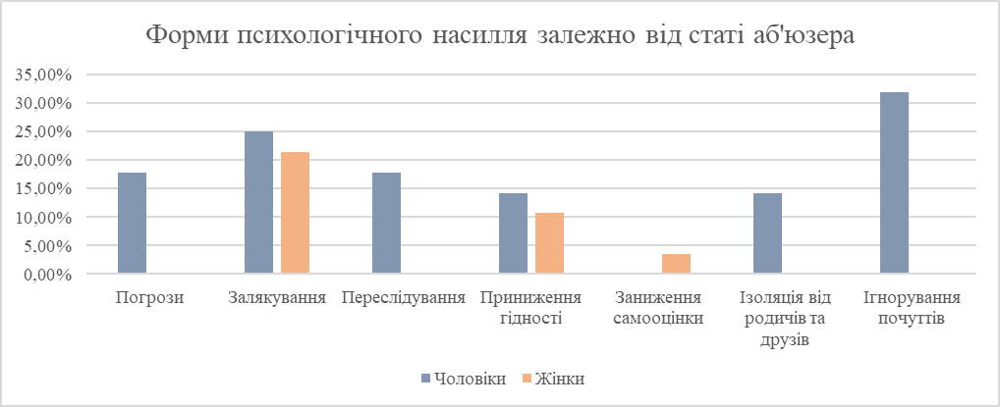 Форми психологічного насилля залежно від статі аб'юзера
35,00%
30,00%
25,00%
20,00%
15,00%
10,00%
5,00%
0,00%
Погрози
Залякування
Переслідування
Приниження
гідності
Заниження
самооцінки
Ізоляція від
родичів та
друзів
Ігнорування
почуттів
Чоловіки
Жінки